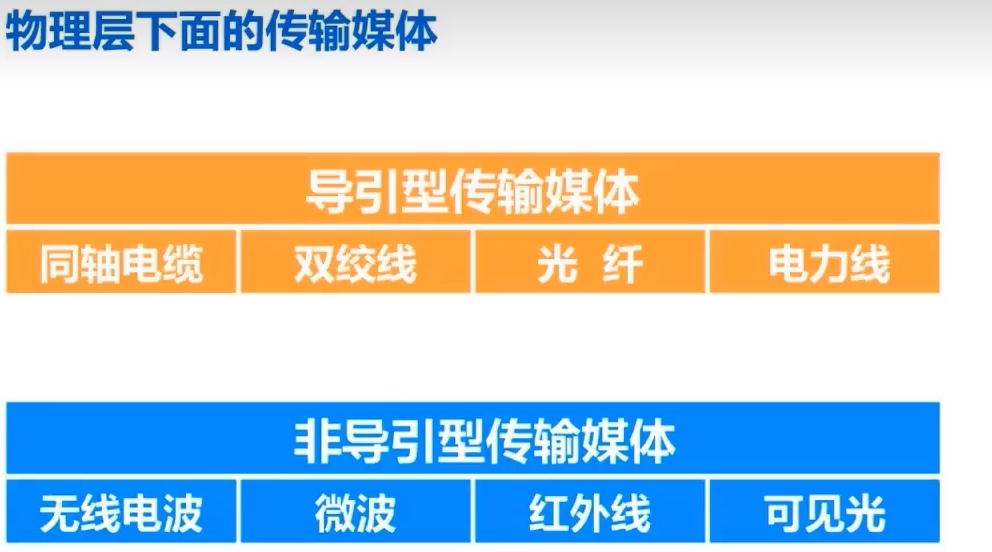 物理层下面的传输媒体
导引型传输媒体
同轴电缆 双绞线 光 纤 电力线
非导引型传输媒体
无线电波 微波 红外线 可见光